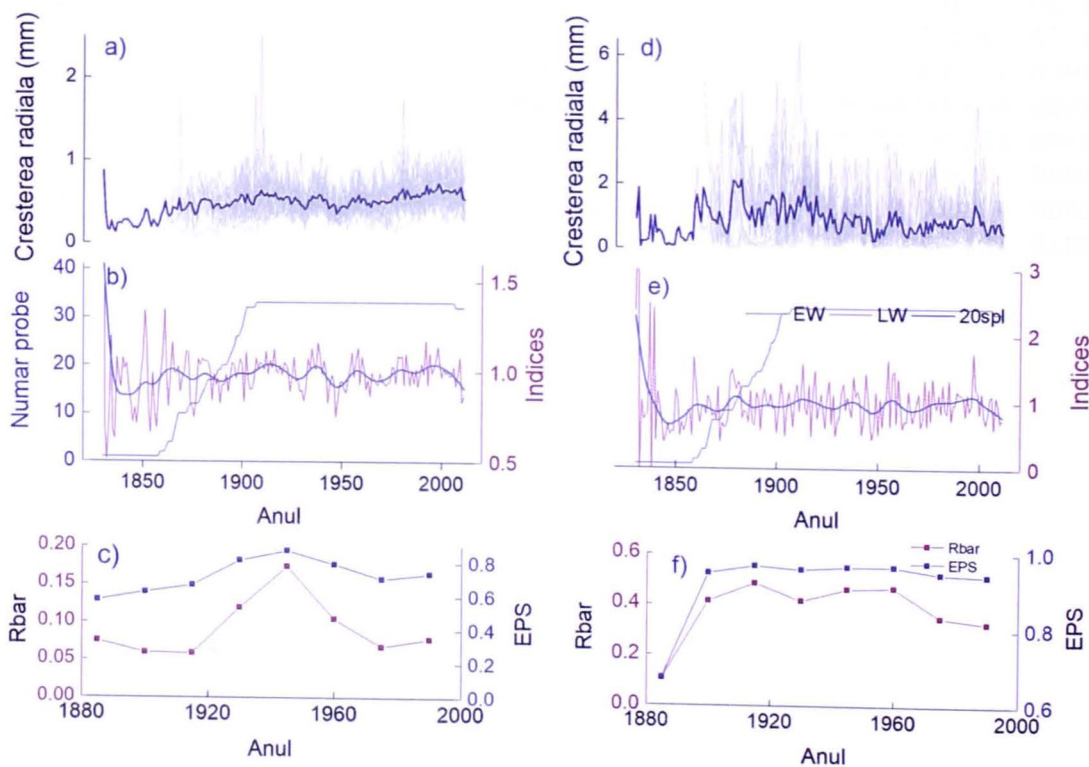 a)
Cresterea radiala (mm)
2
1
0
b)
Numar probe
40
30
20
10
0
1.5
1.0
0.5
Indices
1850
1900
1950
2000
Anul
c)
Rbar
0.20
0.15
0.10
0.05
0.00
0.8
0.6
0.4
0.2
0.0
EPS
1880
1920
1960
2000
Anul
d)
Cresterea radiala (mm)
6
4
2
0
e)
EW
LW
20spl
3
2
1
0
Indices
1850
1900
1950
2000
Anul
f)
Rbar
EPS
Rbar
0.6
0.4
0.2
0.0
1.0
0.8
0.6
EPS
1880
1920
1960
2000
Anul